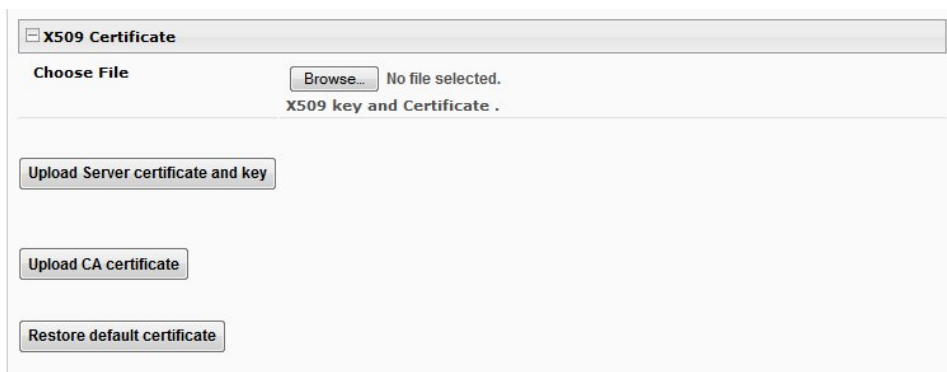 X509 Certificate
Choose File
Browse... No file selected.
X509 key and Certificate .
Upload Server certificate and key
Upload CA certificate
Restore default certificate